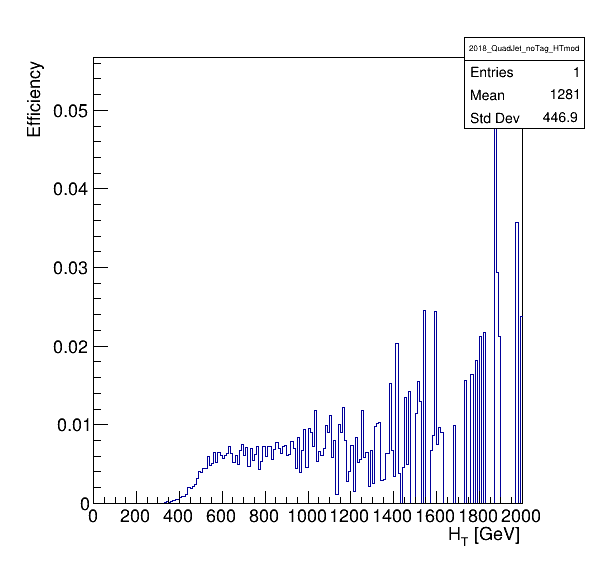 2018_QuadJet_noTag_HTmod
Entries 1
Mean 1281
Std Dev 446.9
Efficiency
0.05
0.04
0.03
0.02
0.01
0
0 200 400 600 800 1000 1200 1400 1600 1800 2000
H_T [GeV]